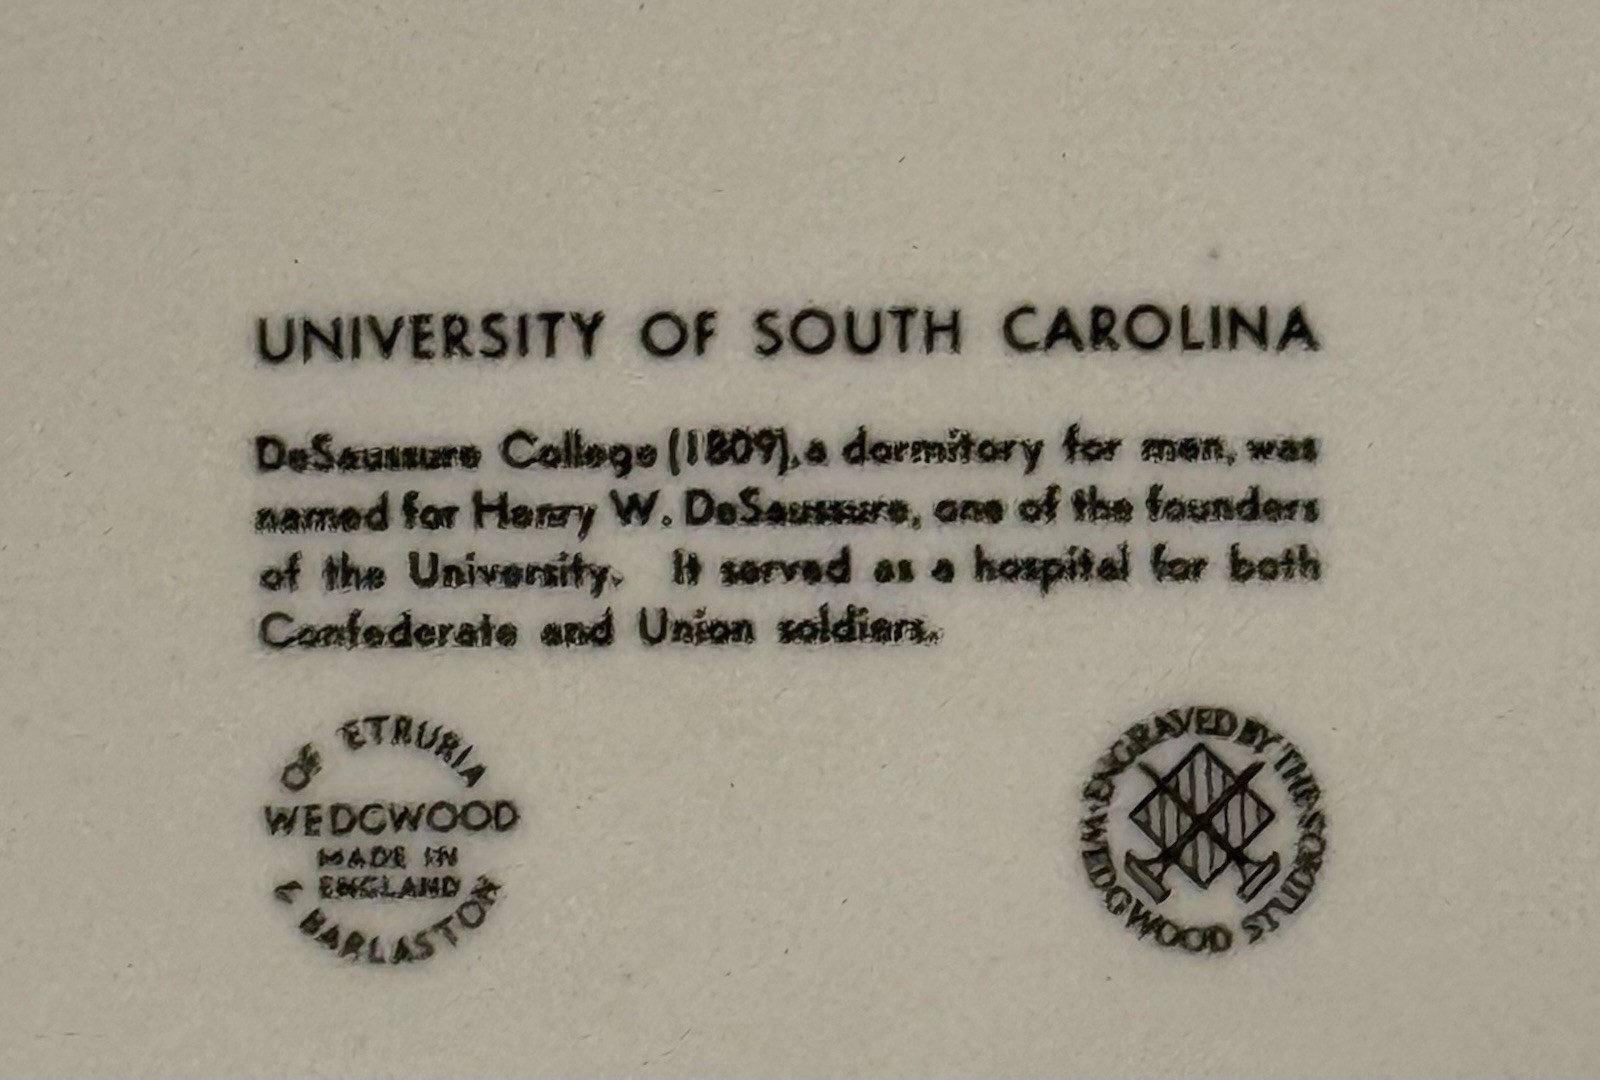 UNIVERSITY OF SOUTH CAROLINA
DeSaussure College (1809), a dormitory for men, was
named for Henry W. DeSaussure, one of the founders
of the University. It served as a hospital for both
Confederate and Union soldiers.
OF ETRURIA
WEDGWOOD
MADE IN
ENGLAND
& BARLASTON
ENGRAVED BY THE
STUDIOS
WEDGWOOD